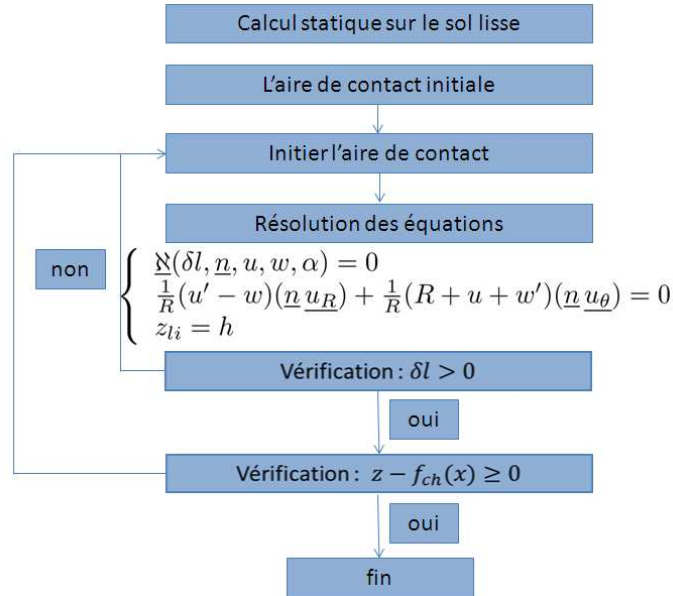 Calcul statique sur le sol lisse
L'aire de contact initiale
Initier l'aire de contact
Résolution des équations
non
ℵ(δl, n, u, w, α) = 0
1/R (u′ − w)(n u_R) + 1/R (R + u + w′)(n u_θ) = 0
z_li = h
Vérification : δl > 0
oui
Vérification : z − f_ch(x) ≥ 0
oui
fin